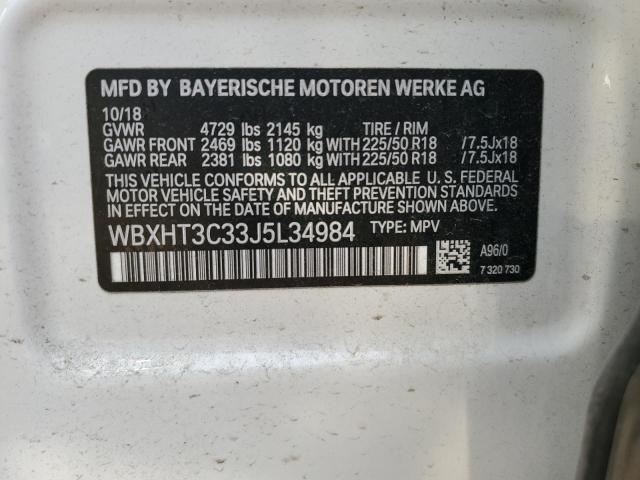 MFD BY BAYERISCHE MOTOREN WERKE AG
10/18
GVWR 4729 lbs 2145 kg TIRE / RIM
GAWR FRONT 2469 lbs 1120 kg WITH 225/50 R18 /7.5Jx18
GAWR REAR 2381 lbs 1080 kg WITH 225/50 R18 /7.5Jx18
THIS VEHICLE CONFORMS TO ALL APPLICABLE U. S. FEDERAL
MOTOR VEHICLE SAFETY AND THEFT PREVENTION STANDARDS
IN EFFECT ON THE DATE OF MANUFACTURE SHOWN ABOVE.
WBXHT3C33J5L34984 TYPE: MPV
A96/0
7 320 730